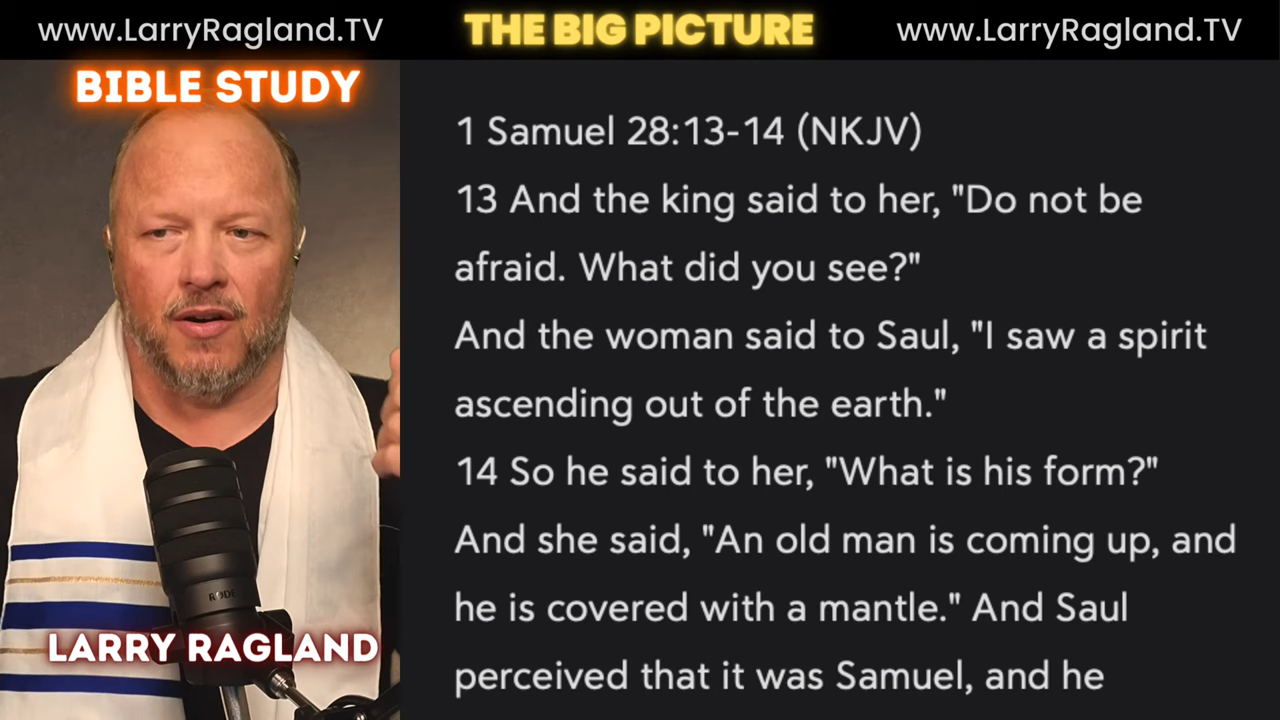 www.LarryRagland.TV
THE BIG PICTURE
www.LarryRagland.TV
BIBLE STUDY
1 Samuel 28:13-14 (NKJV)
13 And the king said to her, "Do not be
afraid. What did you see?"
And the woman said to Saul, "I saw a spirit
ascending out of the earth."
14 So he said to her, "What is his form?"
And she said, "An old man is coming up, and
he is covered with a mantle." And Saul
perceived that it was Samuel, and he
RØDE
LARRY RAGLAND